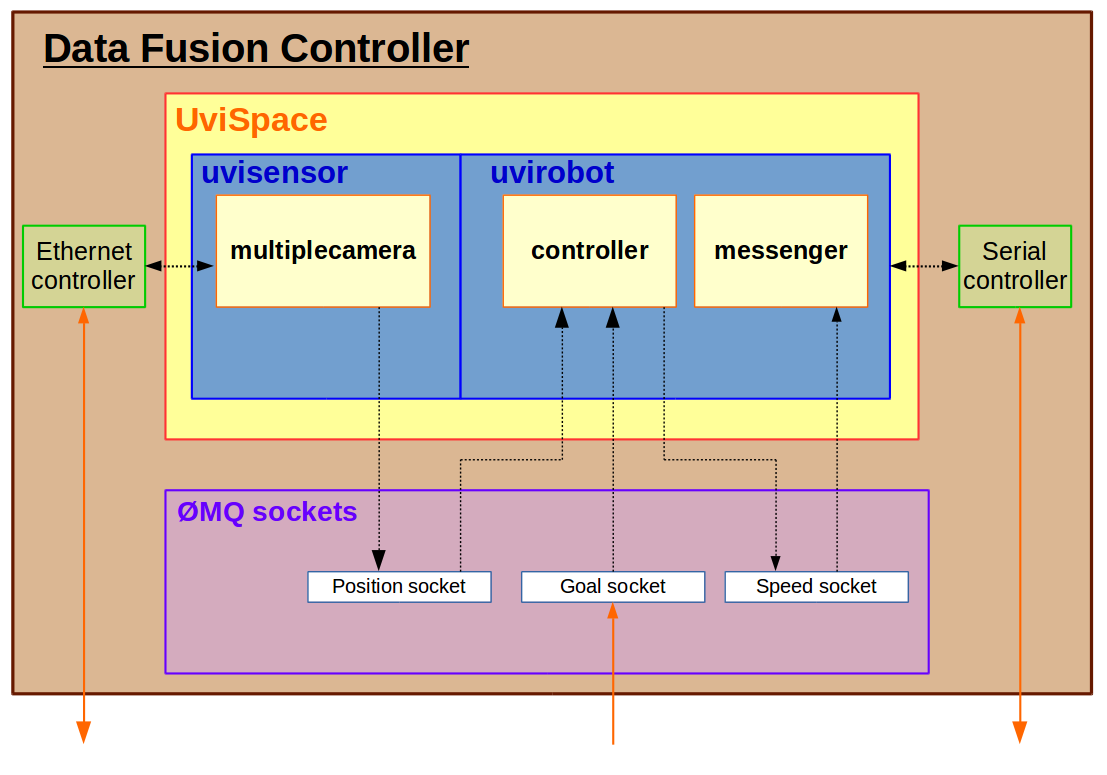 Data Fusion Controller
UviSpace
uvisensor
uvirobot
multiplecamera
controller
messenger
Ethernet
controller
Serial
controller
ØMQ sockets
Position socket
Goal socket
Speed socket